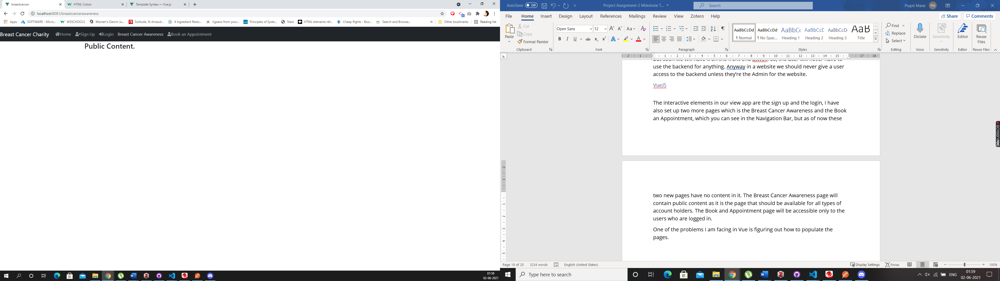 breastcancer
HTML Colors
Template Syntax — Vue.js
localhost:8081/breastcancerawareness
Apps
SOFTWARE - Micro...
W3SCHOOLS
Women's Denim Ju...
Solitude, St Arnaud...
4 Ingredient Pesto...
Jigsaws from your...
Principles of Syste...
Next
HTML elements ref...
Cheap flights - Boo...
Search and Browse...
»
Other bookmarks
Reading list
Breast Cancer Charity
Home
Sign Up
Login
Breast Cancer Awareness
Book an Appointment
Public Content.
01:59
02-06-2021
AutoSave
Off
Project Assignment-2 Milestone T...
Search
Prapti Mane
PM
File
Home
Insert
Design
Layout
References
Mailings
Review
View
Zotero
Help
Share
Comments
Paste
Cut
Copy
Format Painter
Clipboard
Open Sans
12
Font
Paragraph
AaBbCcDd
¶ Normal
AaBbCcDd
¶ No Spac...
AaBbCc
Heading 1
AaBbCcD
Heading 2
AaBbCcDd
Heading 3
AaB
Title
Styles
Find
Replace
Select
Editing
Dictate
Voice
Sensitivity
Sensitivity
Editor
Editor
Reuse
Files
Reuse Files
use the backend for anything. Anyway in a website we should never give a user
access to the backend unless they're the Admin for the website.
VueJS
The interactive elements in our view app are the sign up and the login, I have
also set up two more pages which is the Breast Cancer Awareness and the Book
an Appointment, which you can see in the Navigation Bar, but as of now these
two new pages have no content in it. The Breast Cancer Awareness page will
contain public content as it is the page that should be available for all types of
account holders. The Book and Appointment page will be accessible only to the
users who are logged in.
One of the problems I am facing in Vue is figuring out how to populate the
pages.
screenrec
Page 19 of 20
3234 words
English (United States)
Display Settings
Focus
100%
Type here to search
ENG
01:59
02-06-2021